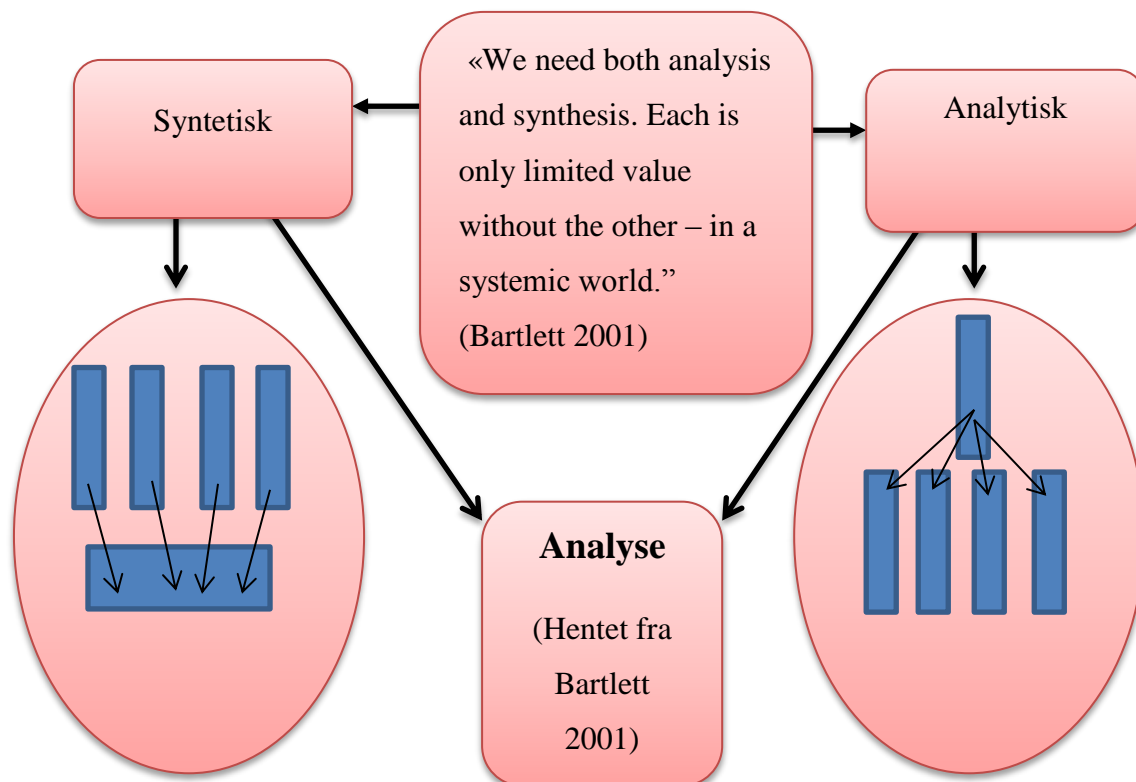 Syntetisk
«We need both analysis
and synthesis. Each is
only limited value
without the other – in a
systemic world.”
(Bartlett 2001)
Analytisk
Analyse
(Hentet fra
Bartlett
2001)